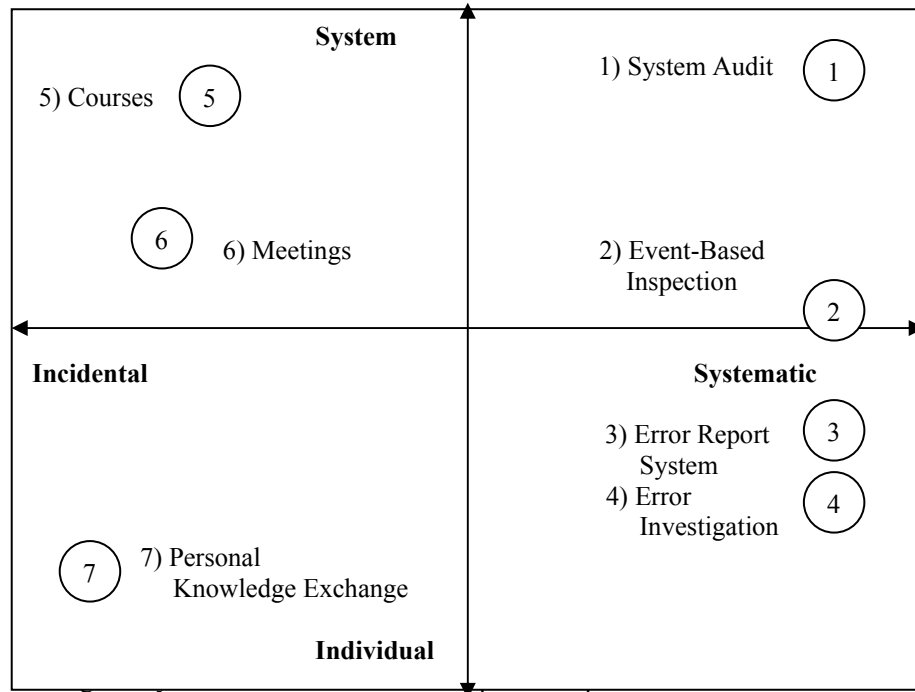 System
1) System Audit
1
5) Courses
5
6
6) Meetings
2) Event-Based
Inspection
2
Incidental
Systematic
3) Error Report
System
3
4) Error
Investigation
4
7
7) Personal
Knowledge Exchange
Individual